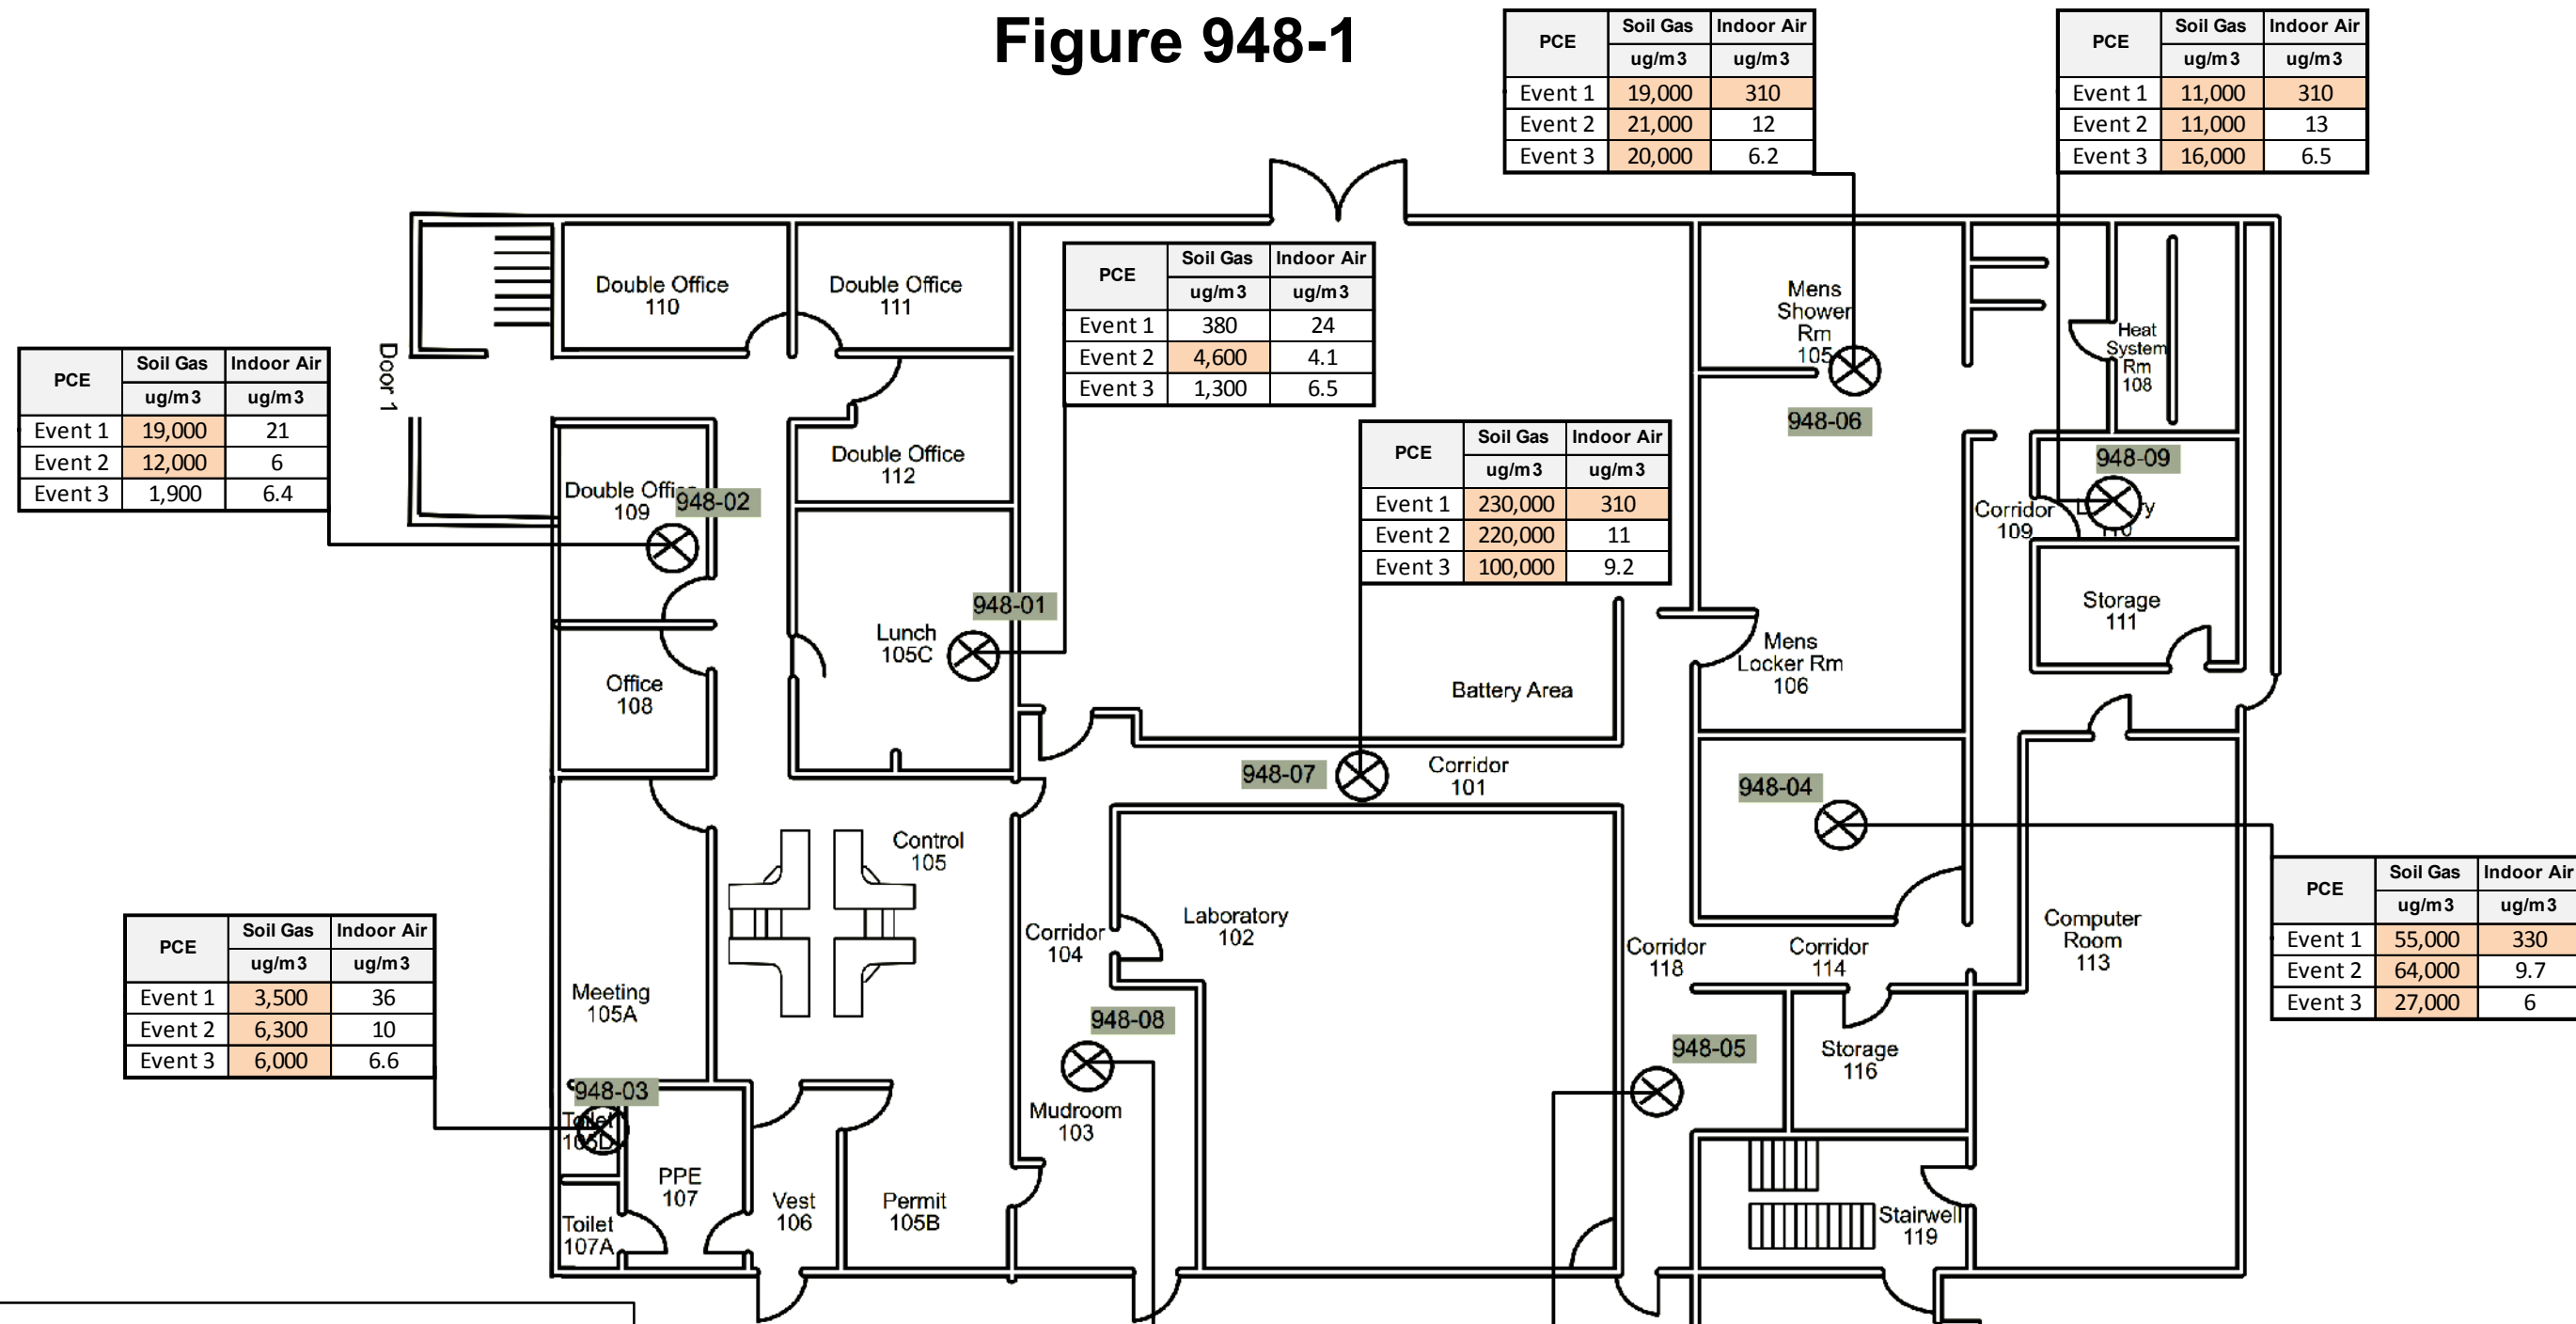 Figure 948-1
PCE Soil Gas Indoor Air
ug/m3 ug/m3
Event 1 19,000 310
Event 2 21,000 12
Event 3 20,000 6.2
PCE Soil Gas Indoor Air
ug/m3 ug/m3
Event 1 11,000 310
Event 2 11,000 13
Event 3 16,000 6.5
PCE Soil Gas Indoor Air
ug/m3 ug/m3
Event 1 380 24
Event 2 4,600 4.1
Event 3 1,300 6.5
PCE Soil Gas Indoor Air
ug/m3 ug/m3
Event 1 19,000 21
Event 2 12,000 6
Event 3 1,900 6.4
PCE Soil Gas Indoor Air
ug/m3 ug/m3
Event 1 230,000 310
Event 2 220,000 11
Event 3 100,000 9.2
PCE Soil Gas Indoor Air
ug/m3 ug/m3
Event 1 55,000 330
Event 2 64,000 9.7
Event 3 27,000 6
PCE Soil Gas Indoor Air
ug/m3 ug/m3
Event 1 3,500 36
Event 2 6,300 10
Event 3 6,000 6.6
Door 1
Double Office
110
Double Office
111
Double Office
112
Double Office
109
948-02
948-01
Lunch
105C
Office
108
Mens
Shower
Rm
105
948-06
Heat
System
Rm
108
948-09
Corridor
109
Storage
111
Mens
Locker Rm
106
Battery Area
948-07
Corridor
101
948-04
Control
105
Laboratory
102
Corridor
104
Corridor
118
Corridor
114
Computer
Room
113
Meeting
105A
948-08
948-05
Storage
116
Mudroom
103
948-03
Toilet
105D
PPE
107
Vest
106
Permit
105B
Toilet
107A
Stairwell
119